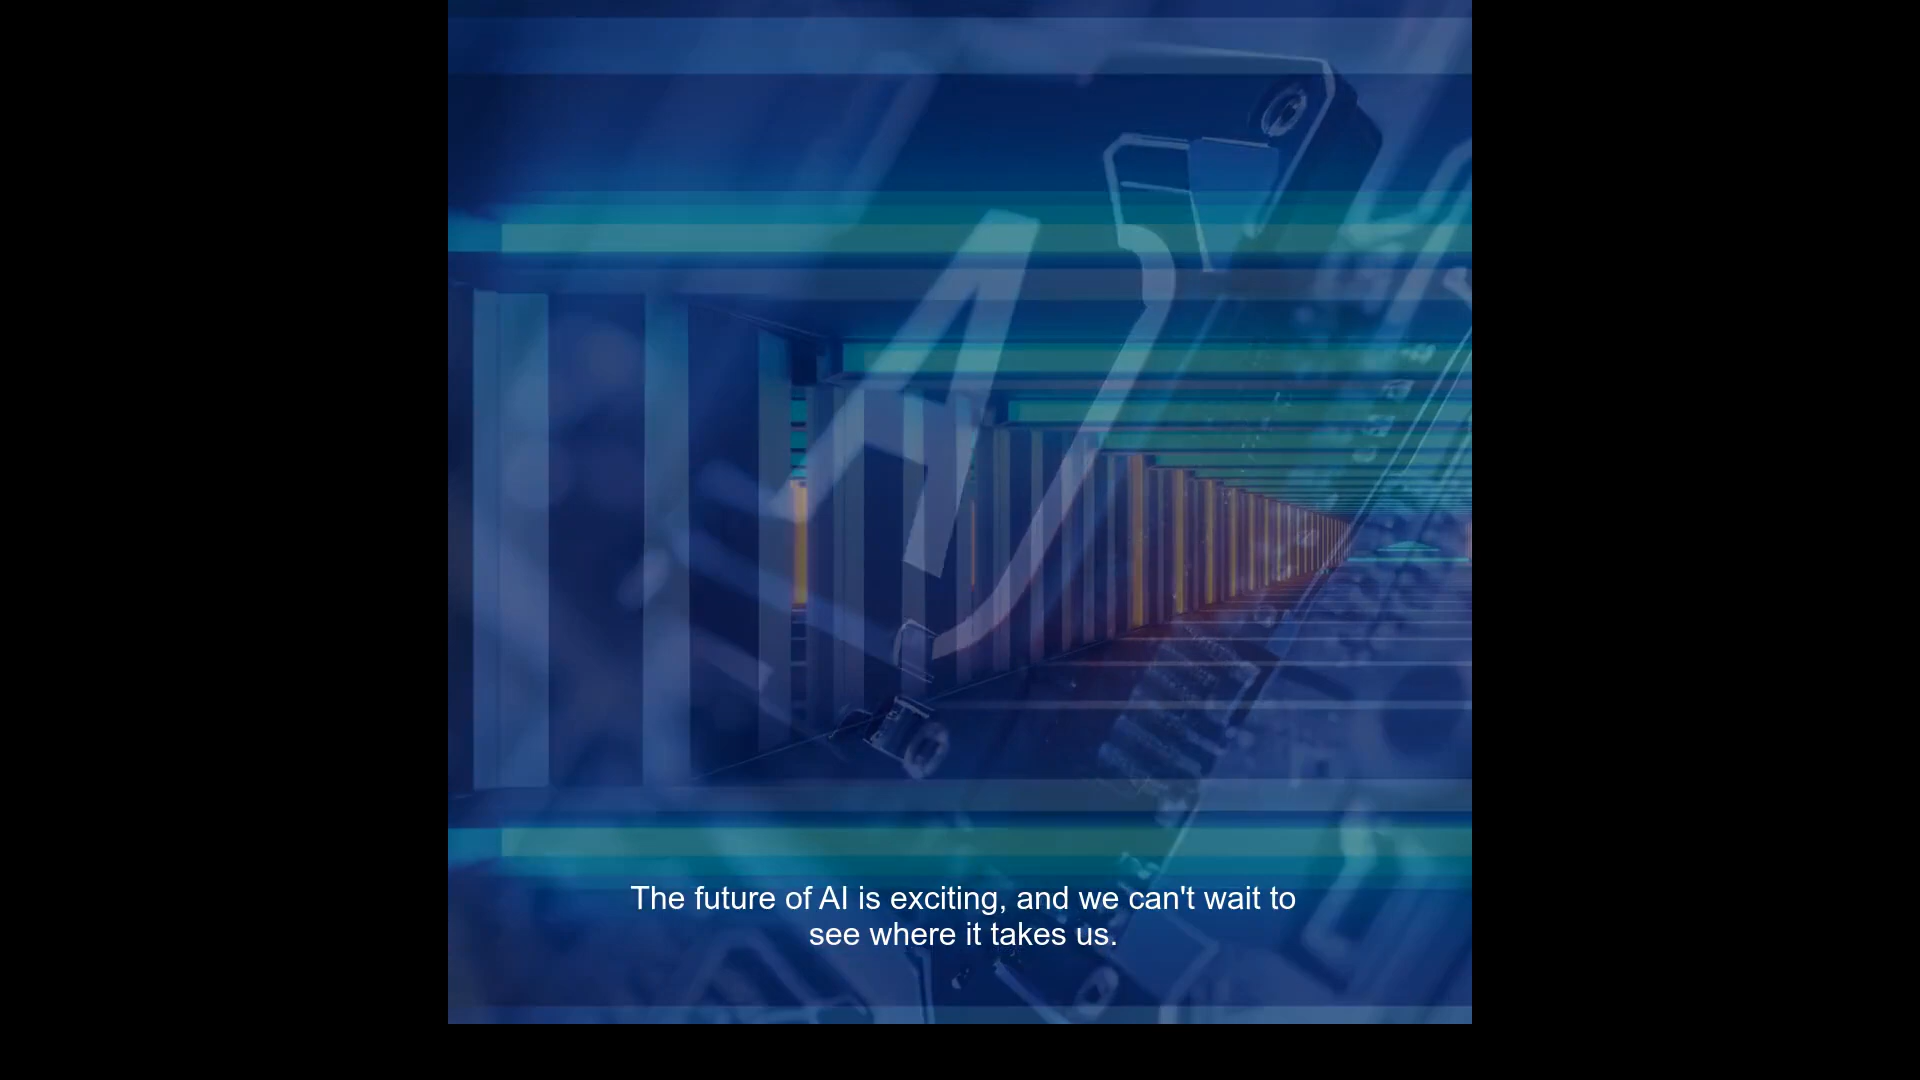 The future of AI is exciting, and we can't wait to
see where it takes us.